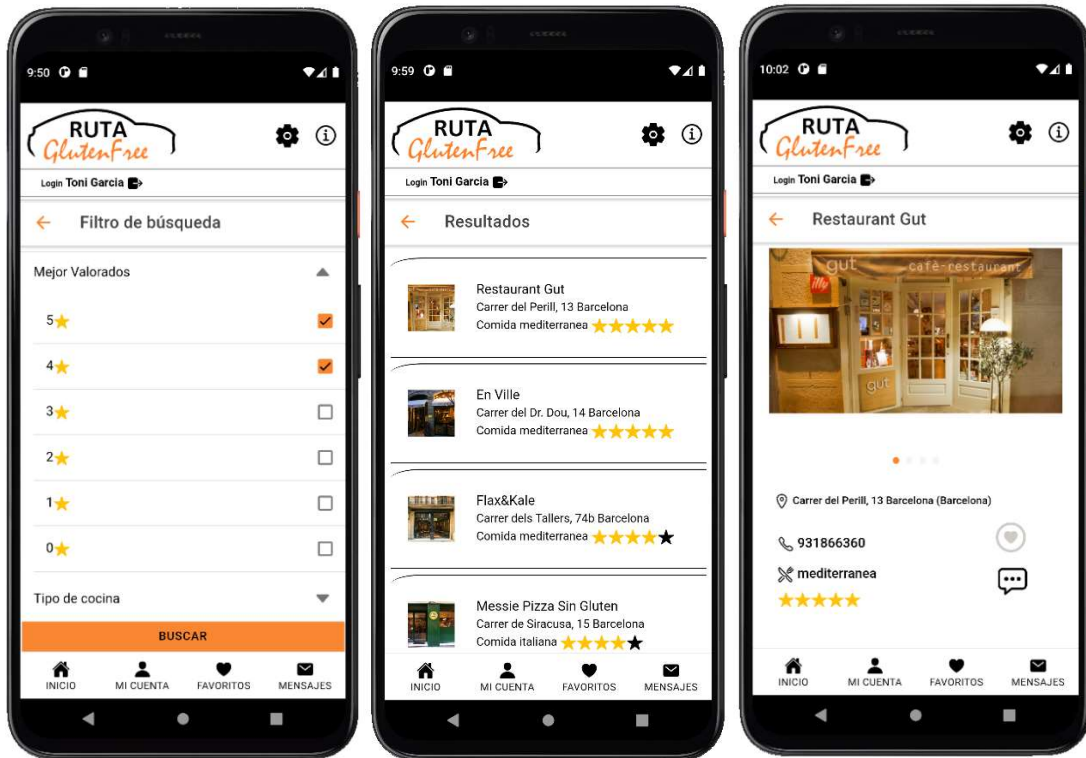 9:50
RUTA
GlutenFree
Login Toni Garcia
Filtro de búsqueda
Mejor Valorados
5
4
3
2
1
0
Tipo de cocina
BUSCAR
INICIO MI CUENTA FAVORITOS MENSAJES
9:59
RUTA
GlutenFree
Login Toni Garcia
Resultados
Restaurant Gut
Carrer del Perill, 13 Barcelona
Comida mediterranea
En Ville
Carrer del Dr. Dou, 14 Barcelona
Comida mediterranea
Flax&Kale
Carrer dels Tallers, 74b Barcelona
Comida mediterranea
Messie Pizza Sin Gluten
Carrer de Siracusa, 15 Barcelona
Comida italiana
INICIO MI CUENTA FAVORITOS MENSAJES
10:02
RUTA
GlutenFree
Login Toni Garcia
Restaurant Gut
gut café-restaurant
illy
gut
Carrer del Perill, 13 Barcelona (Barcelona)
931866360
mediterranea
INICIO MI CUENTA FAVORITOS MENSAJES